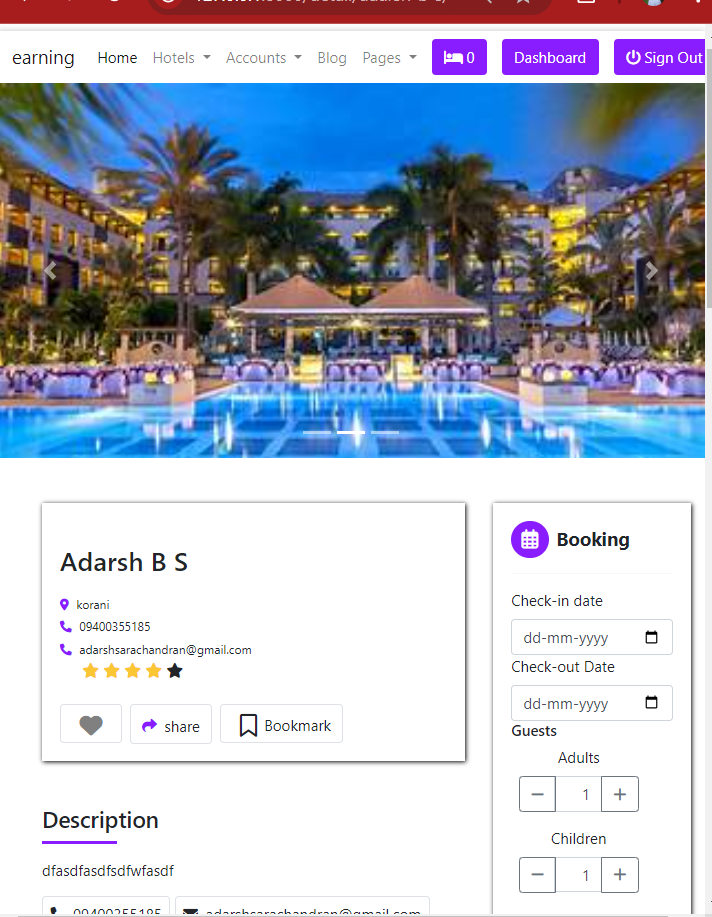 earning Home Hotels Accounts Blog Pages 0 Dashboard Sign Out
Adarsh B S
korani
09400355185
adarshsarachandran@gmail.com
share Bookmark
Description
dfasdfasdfsdfwfasdf
09400355185 adarshsarachandran@gmail.com
Booking
Check-in date
dd-mm-yyyy
Check-out Date
dd-mm-yyyy
Guests
Adults
1
Children
1